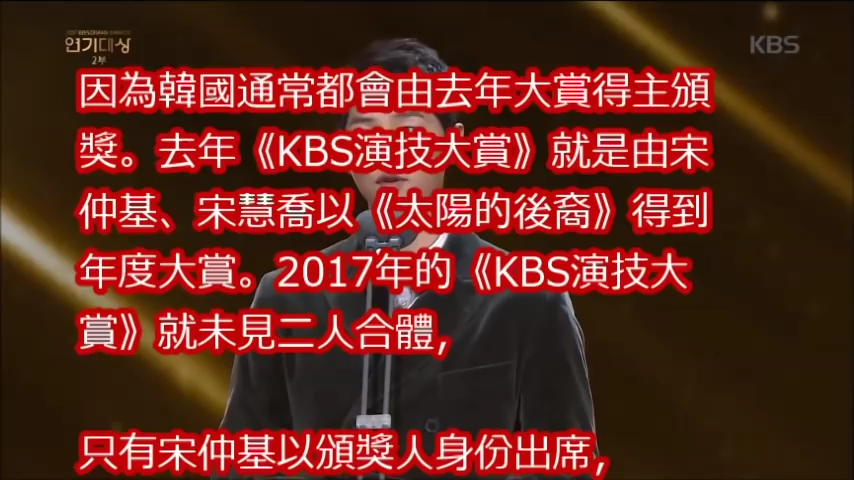 연기대상
2부
KBS
因為韓國通常都會由去年大賞得主頒
獎。去年《KBS演技大賞》就是由宋
仲基、宋慧喬以《太陽的後裔》得到
年度大賞。2017年的《KBS演技大
賞》就未見二人合體,
只有宋仲基以頒獎人身份出席,